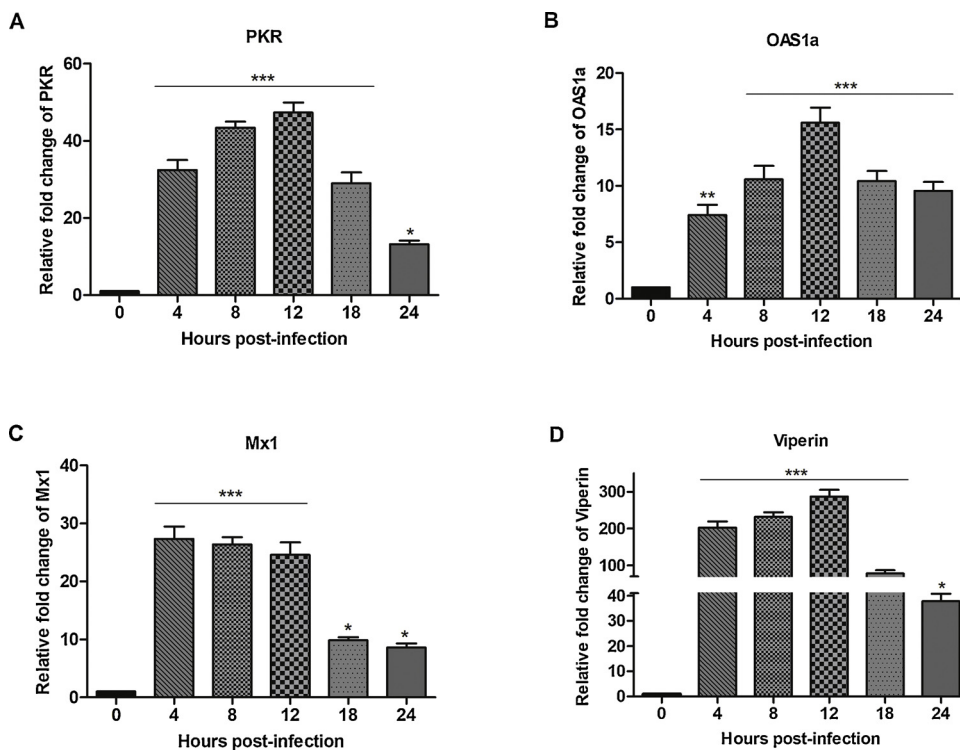 A
PKR
Relative fold change of PKR
60
40
20
0
***
*
0 4 8 12 18 24
Hours post-infection
B
OAS1a
Relative fold change of OAS1a
20
15
10
5
0
**
***
0 4 8 12 18 24
Hours post-infection
C
Mx1
Relative fold change of Mx1
40
30
20
10
0
***
*
*
0 4 8 12 18 24
Hours post-infection
D
Viperin
Relative fold change of Viperin
300
200
100
40
30
20
10
0
***
*
0 4 8 12 18 24
Hours post-infection